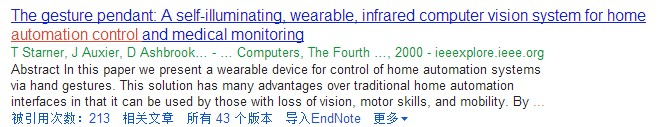 The gesture pendant: A self-illuminating, wearable, infrared computer vision system for home
automation control and medical monitoring
T Starner, J Auxier, D Ashbrook… - … Computers, The Fourth …, 2000 - ieeexplore.ieee.org
Abstract In this paper we present a wearable device for control of home automation systems
via hand gestures. This solution has many advantages over traditional home automation
interfaces in that it can be used by those with loss of vision, motor skills, and mobility. By ...
被引用次数：213 相关文章 所有 43 个版本 导入EndNote 更多